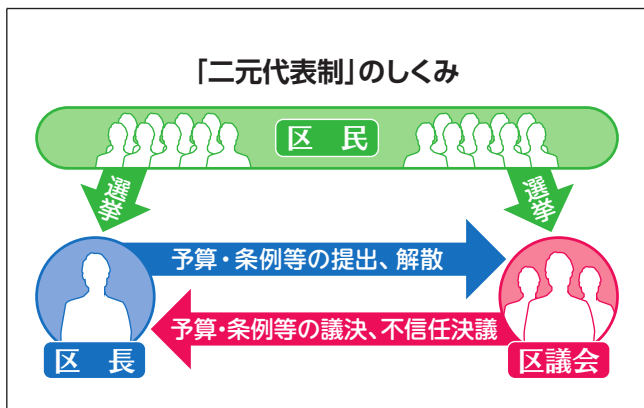 「二元代表制」のしくみ
区　民
選挙
選挙
予算・条例等の提出、解散
予算・条例等の議決、不信任決議
区　長
区議会